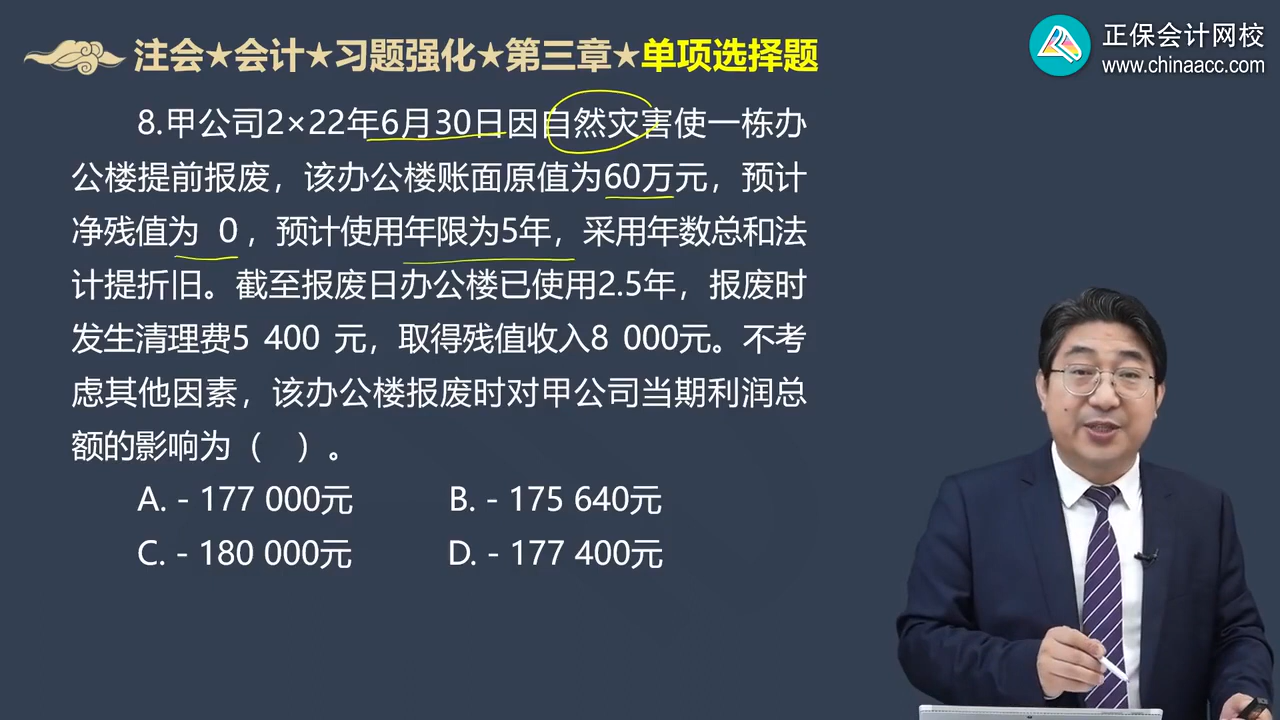 注会★会计★习题强化★第三章★单项选择题
正保会计网校
www.chinaacc.com
8.甲公司2×22年6月30日因自然灾害使一栋办
公楼提前报废，该办公楼账面原值为60万元，预计
净残值为 0，预计使用年限为5年，采用年数总和法
计提折旧。截至报废日办公楼已使用2.5年，报废时
发生清理费5 400 元，取得残值收入8 000元。不考
虑其他因素，该办公楼报废时对甲公司当期利润总
额的影响为（ ）。
A. - 177 000元 B. - 175 640元
C. - 180 000元 D. - 177 400元